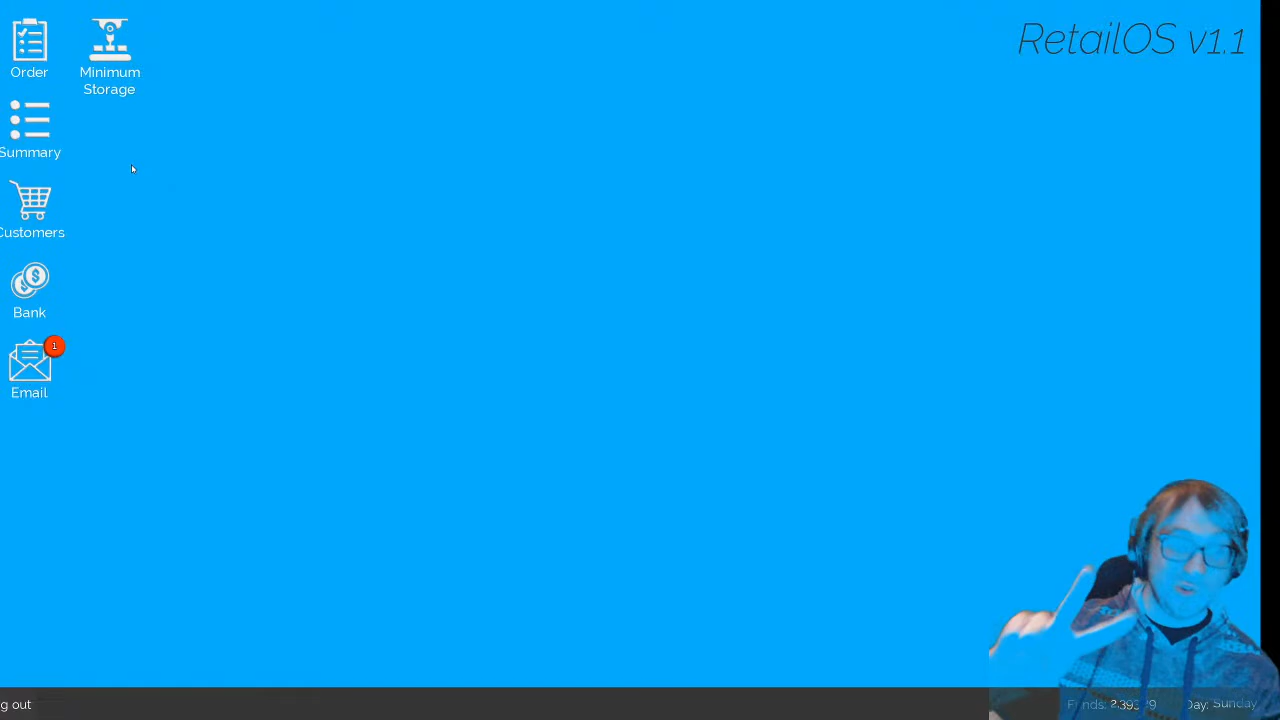 RetailOS v1.1
Order
Minimum
Storage
Summary
Customers
Bank
1
Email
g out
Day: Sunday